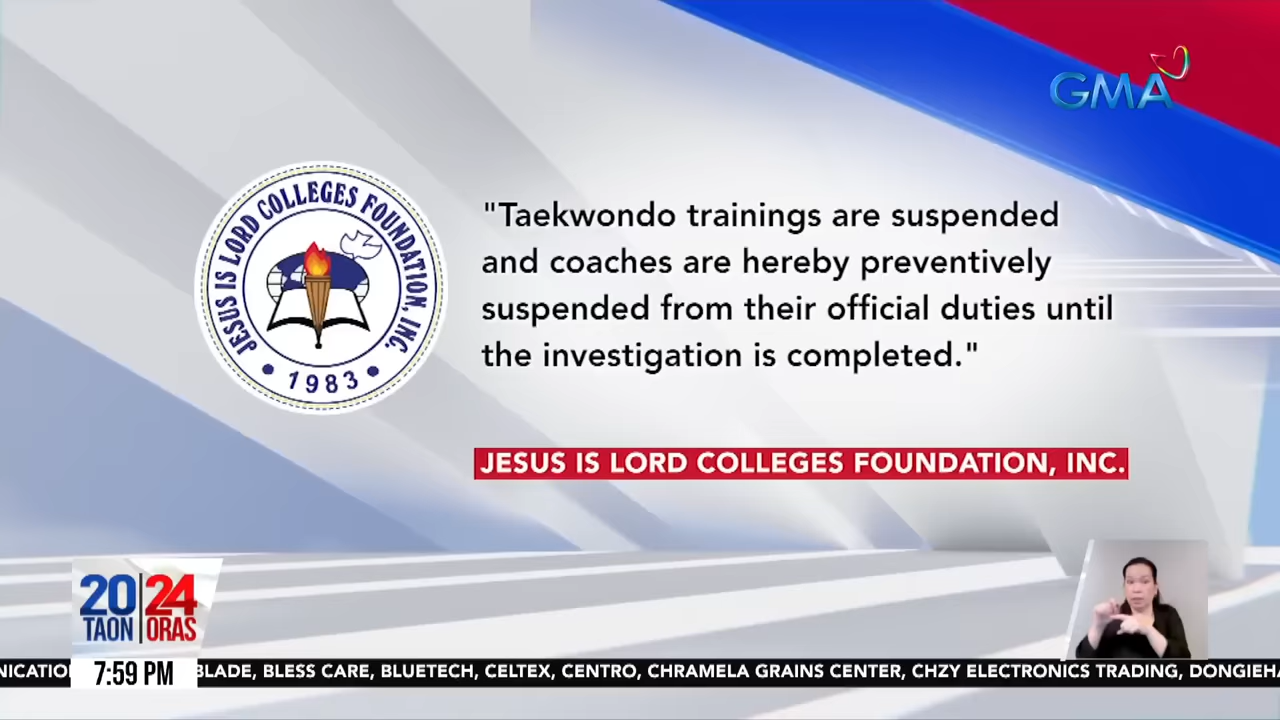 GMA
JESUS IS LORD COLLEGES FOUNDATION, INC.
1983
"Taekwondo trainings are suspended
and coaches are hereby preventively
suspended from their official duties until
the investigation is completed."
JESUS IS LORD COLLEGES FOUNDATION, INC.
20 24
TAON ORAS
7:59 PM
BLADE, BLESS CARE, BLUETECH, CELTEX, CENTRO, CHRAMELA GRAINS CENTER, CHZY ELECTRONICS TRADING,